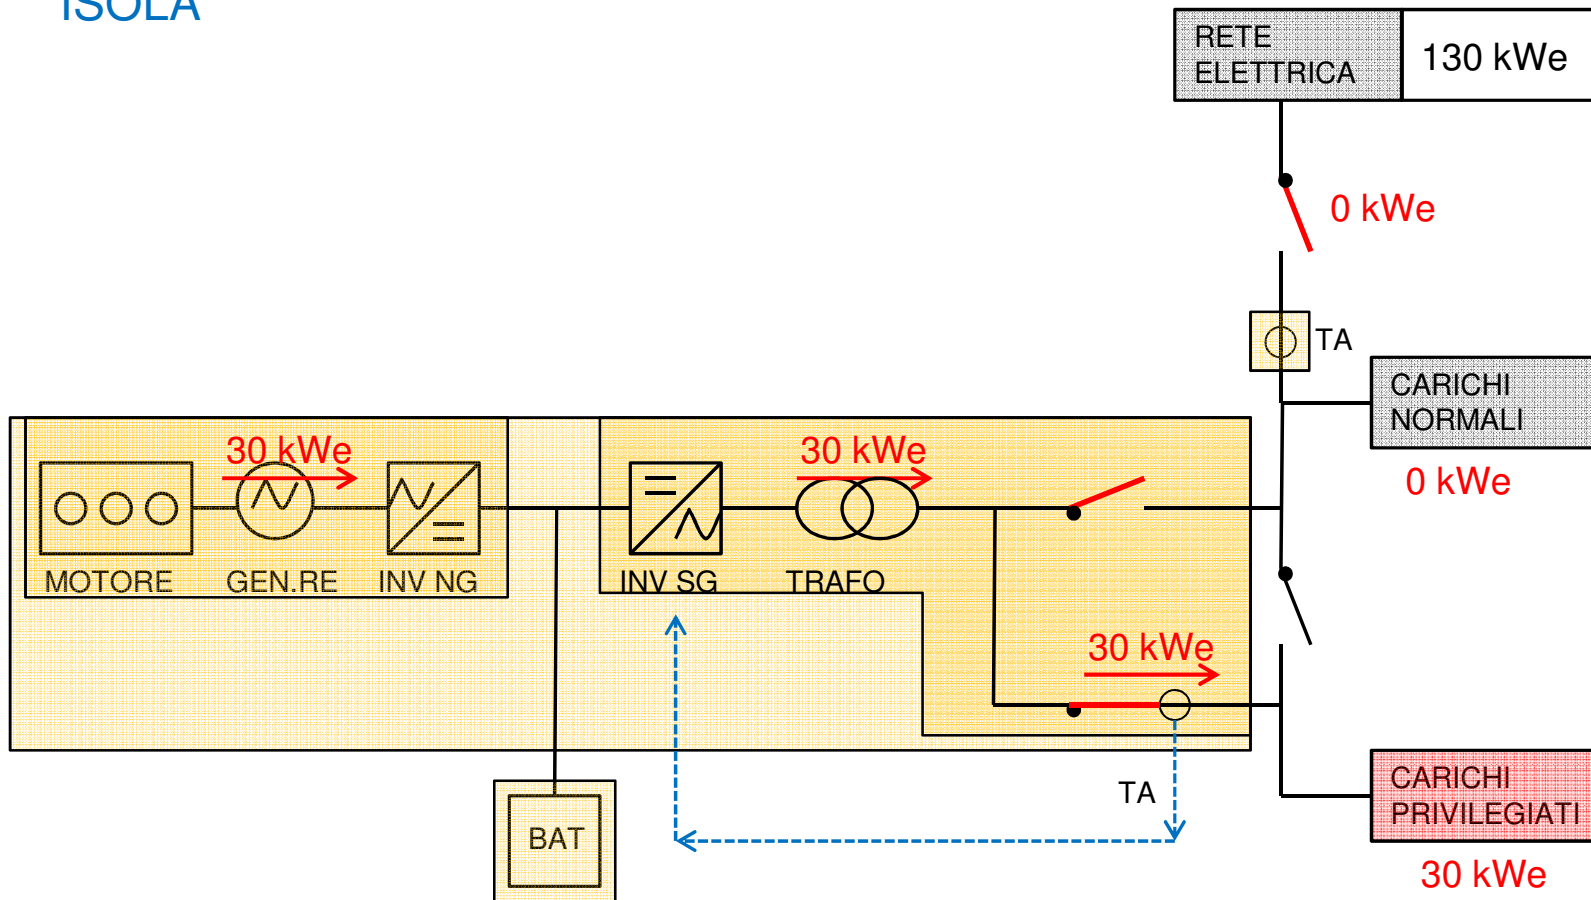 ISOLA
RETE
ELETTRICA
130 kWe
0 kWe
TA
CARICHI
NORMALI
0 kWe
30 kWe
30 kWe
MOTORE
GEN.RE
INV NG
INV SG
TRAFO
30 kWe
TA
BAT
CARICHI
PRIVILEGIATI
30 kWe